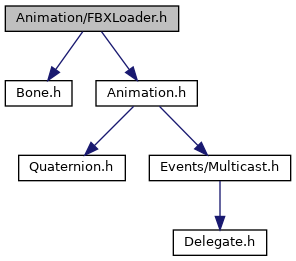 Animation/FBXLoader.h
Bone.h
Animation.h
Quaternion.h
Events/Multicast.h
Delegate.h